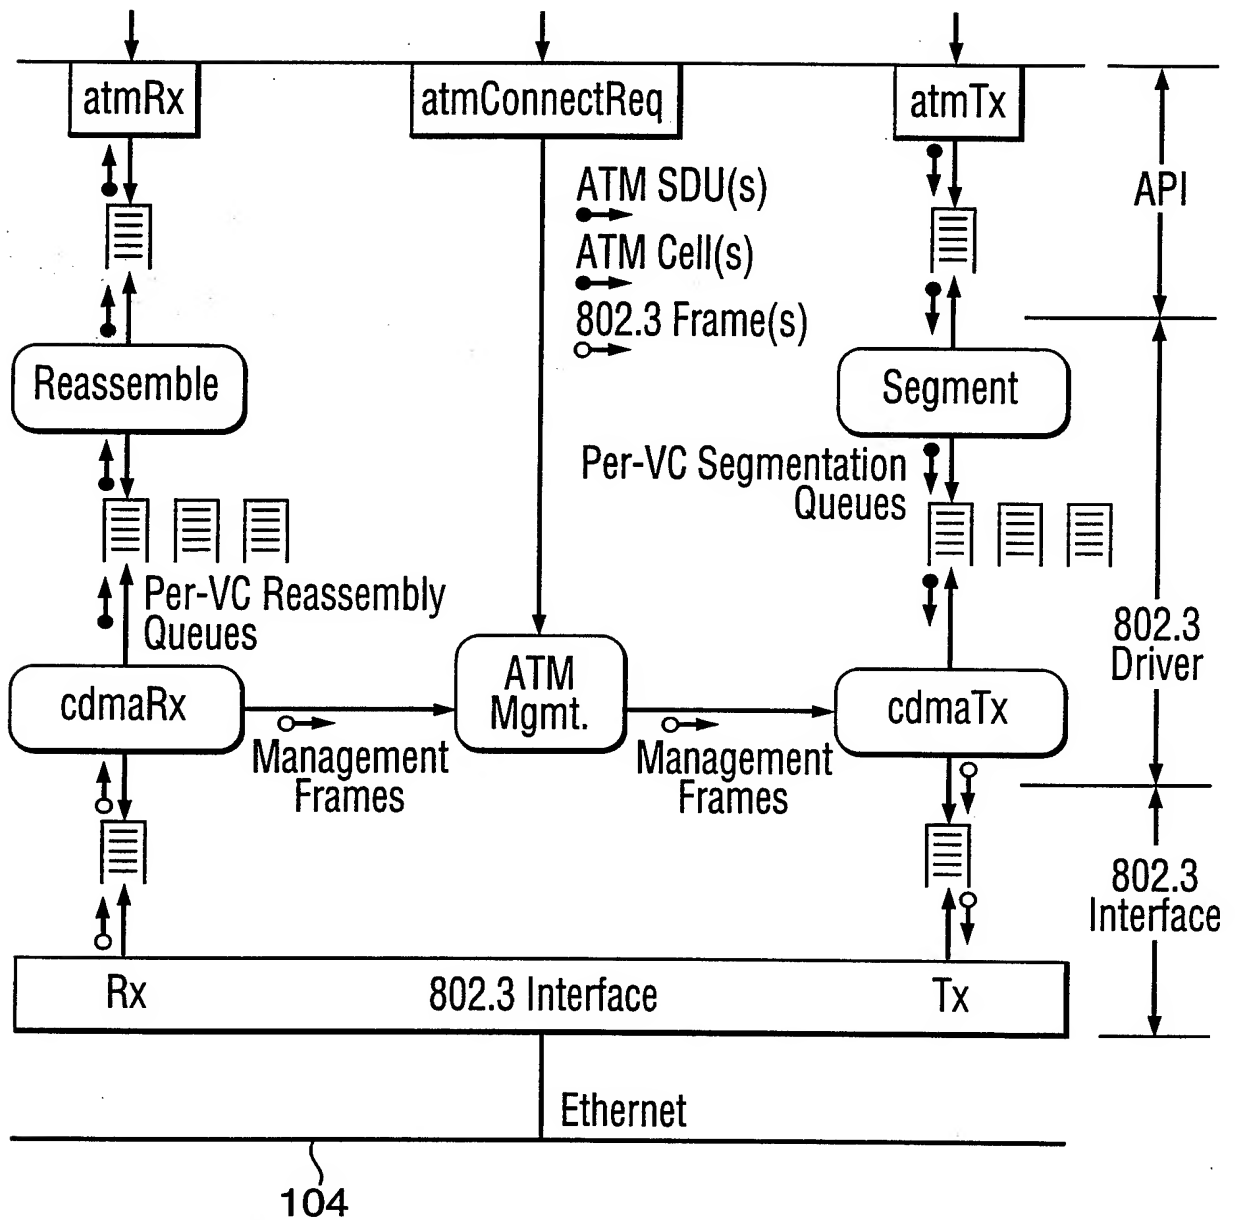 atmRx
atmConnectReq
atmTx
ATM SDU(s)
ATM Cell(s)
802.3 Frame(s)
API
Reassemble
Segment
Per-VC Segmentation
Queues
Per-VC Reassembly
Queues
802.3
Driver
cdmaRx
ATM
Mgmt.
cdmaTx
Management
Frames
Management
Frames
802.3
Interface
Rx
802.3 Interface
Tx
Ethernet
104